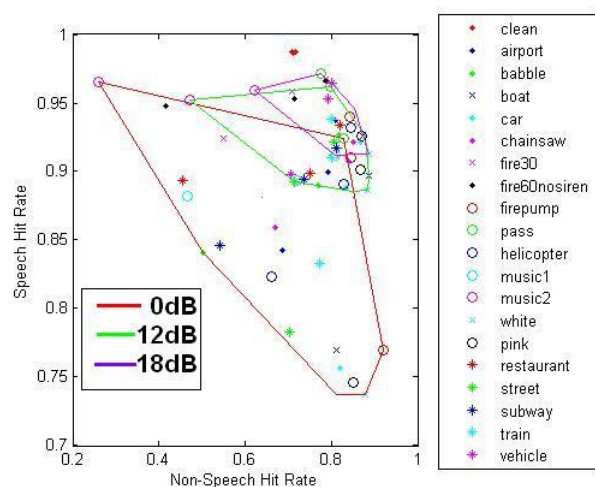 1
0.95
0.9
0.85
0.8
0.75
0.7
Speech Hit Rate
0dB
12dB
18dB
0.2
0.4
0.6
0.8
1
Non-Speech Hit Rate
clean
airport
babble
boat
car
chainsaw
fire30
fire60nosiren
firepump
pass
helicopter
music1
music2
white
pink
restaurant
street
subway
train
vehicle